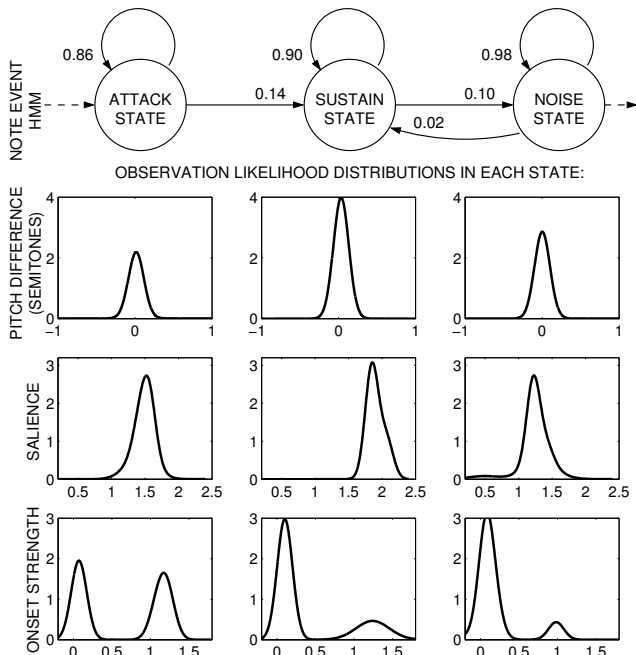 0.86
0.90
0.98
NOTE EVENT
HMM
ATTACK
STATE
0.14
SUSTAIN
STATE
0.10
0.02
NOISE
STATE
OBSERVATION LIKELIHOOD DISTRIBUTIONS IN EACH STATE:
PITCH DIFFERENCE
(SEMITONES)
4
2
0
−1 0 1
4
2
0
−1 0 1
4
2
0
−1 0 1
SALIENCE
3
2
1
0
0.5 1 1.5 2 2.5
3
2
1
0
0.5 1 1.5 2 2.5
3
2
1
0
0.5 1 1.5 2 2.5
ONSET STRENGTH
3
2
1
0
0 0.5 1 1.5
3
2
1
0
0 0.5 1 1.5
3
2
1
0
0 0.5 1 1.5